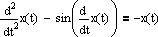 d²/dt² x(t) - sin(d/dt x(t)) = -x(t)